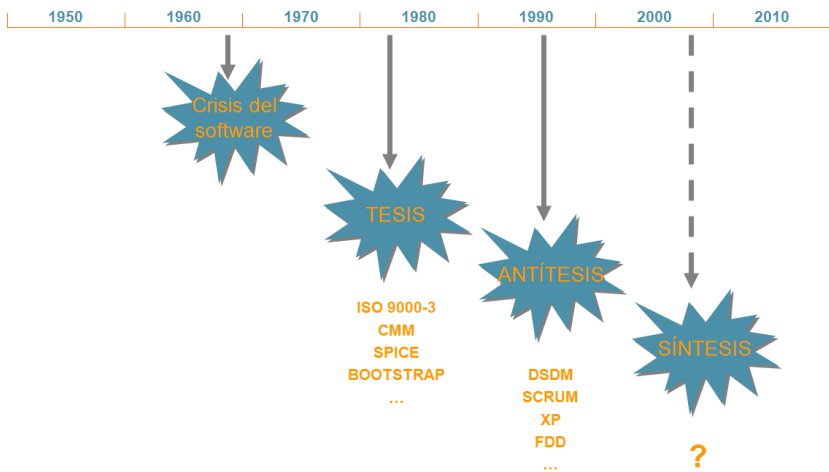 1950 1960 1970 1980 1990 2000 2010
Crisis del
software
TESIS
ISO 9000-3
CMM
SPICE
BOOTSTRAP
...
ANTÍTESIS
DSDM
SCRUM
XP
FDD
...
SÍNTESIS
?